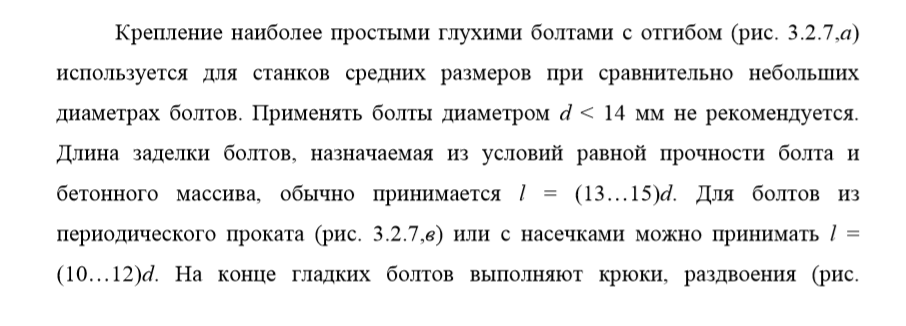 Крепление наиболее простыми глухими болтами с отгибом (рис. 3.2.7,а)
используется для станков средних размеров при сравнительно небольших
диаметрах болтов. Применять болты диаметром d < 14 мм не рекомендуется.
Длина заделки болтов, назначаемая из условий равной прочности болта и
бетонного массива, обычно принимается l = (13…15)d. Для болтов из
периодического проката (рис. 3.2.7,в) или с насечками можно принимать l =
(10…12)d. На конце гладких болтов выполняют крюки, раздвоения (рис.